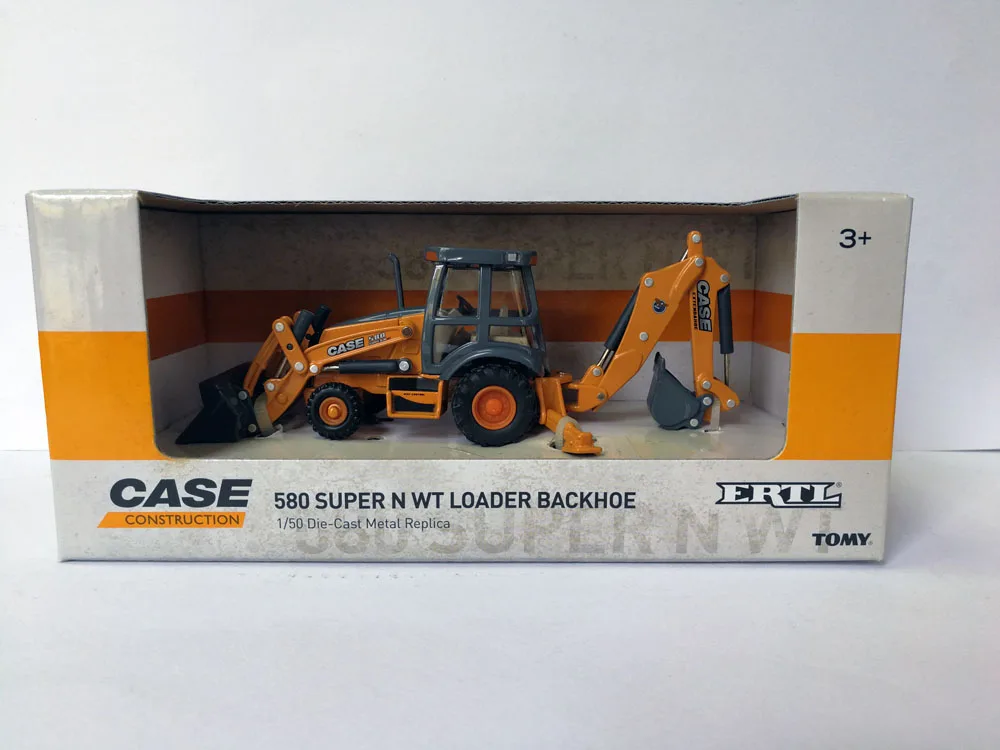 3+
CASE
580
CASE
EXTENDAHOE
CASE
CONSTRUCTION
580 SUPER N WT LOADER BACKHOE
1/50 Die-Cast Metal Replica
580 SUPER N WT
ERTL®
TOMY®